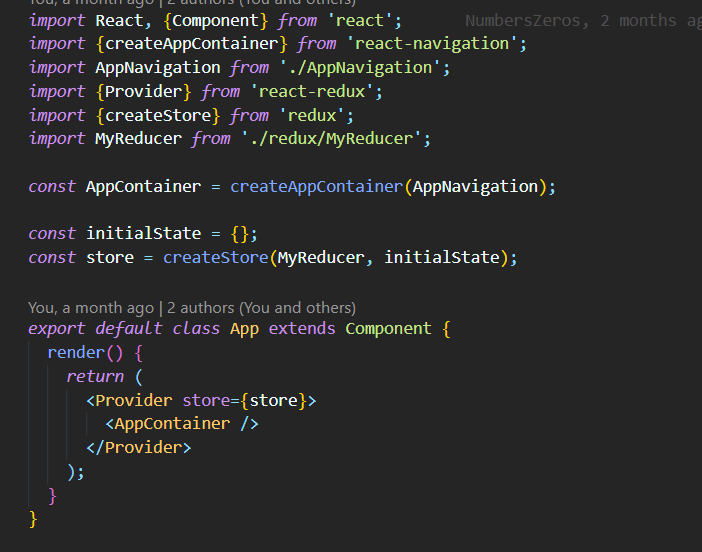 You, a month ago | 2 authors (You and others)
import React, {Component} from 'react';    NumbersZeros, 2 months ag
import {createAppContainer} from 'react-navigation';
import AppNavigation from './AppNavigation';
import {Provider} from 'react-redux';
import {createStore} from 'redux';
import MyReducer from './redux/MyReducer';
const AppContainer = createAppContainer(AppNavigation);
const initialState = {};
const store = createStore(MyReducer, initialState);
You, a month ago | 2 authors (You and others)
export default class App extends Component {
  render() {
    return (
      <Provider store={store}>
        <AppContainer />
      </Provider>
    );
  }
}